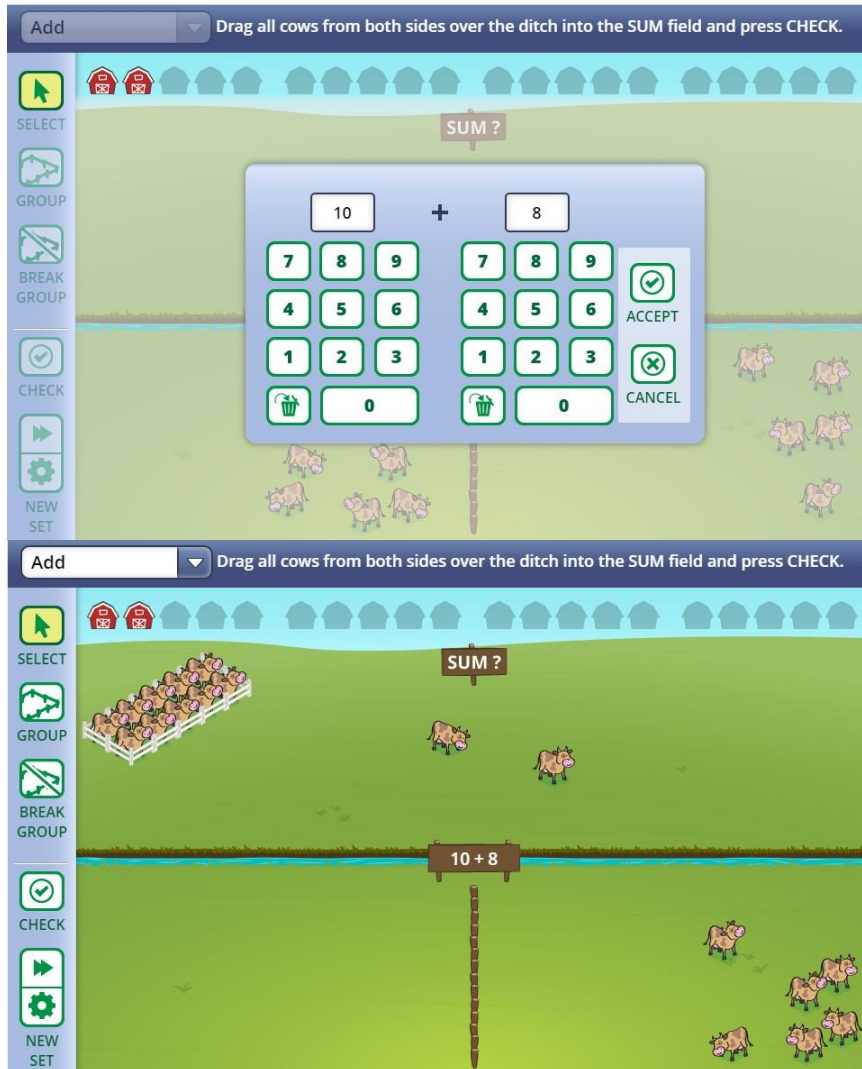 Add
Drag all cows from both sides over the ditch into the SUM field and press CHECK.
SELECT
GROUP
BREAK
GROUP
CHECK
NEW
SET
SUM ?
10 + 8
7 8 9 7 8 9
4 5 6 4 5 6
ACCEPT
1 2 3 1 2 3
0 0
CANCEL
Add
Drag all cows from both sides over the ditch into the SUM field and press CHECK.
SELECT
GROUP
BREAK
GROUP
CHECK
NEW
SET
SUM ?
10 + 8